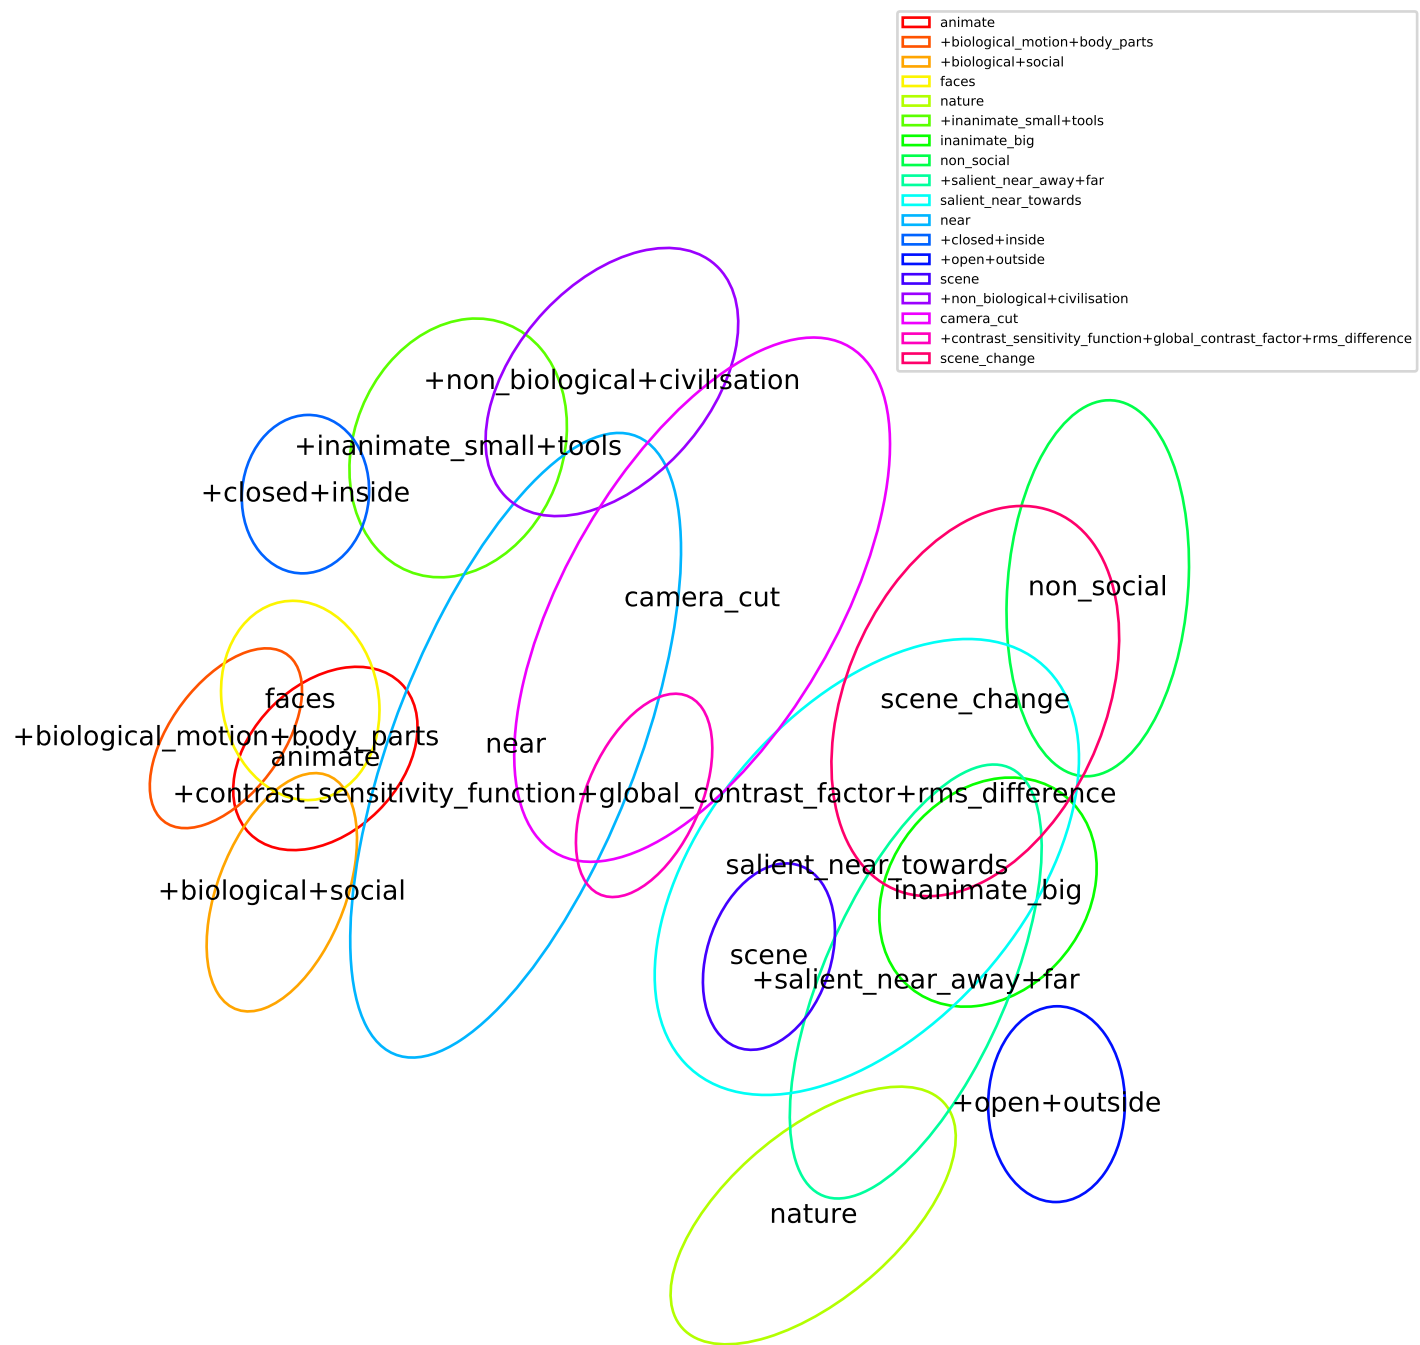 animate
+biological_motion+body_parts
+biological+social
faces
nature
+inanimate_small+tools
inanimate_big
non_social
+salient_near_away+far
salient_near_towards
near
+closed+inside
+open+outside
scene
+non_biological+civilisation
camera_cut
+contrast_sensitivity_function+global_contrast_factor+rms_difference
scene_change
+non_biological+civilisation
+inanimate_small+tools
+closed+inside
non_social
camera_cut
faces
scene_change
+biological_motion+body_parts
near
animate
+contrast_sensitivity_function+global_contrast_factor+rms_difference
salient_near_towards
inanimate_big
+biological+social
scene
+salient_near_away+far
+open+outside
nature